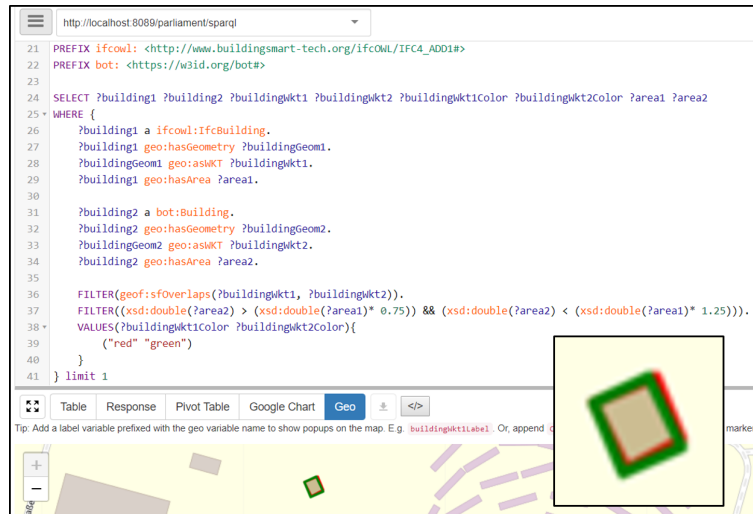 http://localhost:8089/parliament/sparql
21 PREFIX ifcowl: <http://www.buildingsmart-tech.org/ifcOWL/IFC4_ADD1#>
22 PREFIX bot: <https://w3id.org/bot#>
23
24 SELECT ?building1 ?building2 ?buildingWkt1 ?buildingWkt2 ?buildingWkt1Color ?buildingWkt2Color ?area1 ?area2
25 WHERE {
26 ?building1 a ifcowl:IfcBuilding.
27 ?building1 geo:hasGeometry ?buildingGeom1.
28 ?buildingGeom1 geo:asWKT ?buildingWkt1.
29 ?building1 geo:hasArea ?area1.
30
31 ?building2 a bot:Building.
32 ?building2 geo:hasGeometry ?buildingGeom2.
33 ?buildingGeom2 geo:asWKT ?buildingWkt2.
34 ?building2 geo:hasArea ?area2.
35
36 FILTER(geof:sfOverlaps(?buildingWkt1, ?buildingWkt2)).
37 FILTER((xsd:double(?area2) > (xsd:double(?area1)* 0.75)) && (xsd:double(?area2) < (xsd:double(?area1)* 1.25))).
38 VALUES(?buildingWkt1Color ?buildingWkt2Color){
39 ("red" "green")
40 }
41 } limit 1
Table Response Pivot Table Google Chart Geo </>
Tip: Add a label variable prefixed with the geo variable name to show popups on the map. E.g. buildingWkt1Label . Or, append marker
+
−